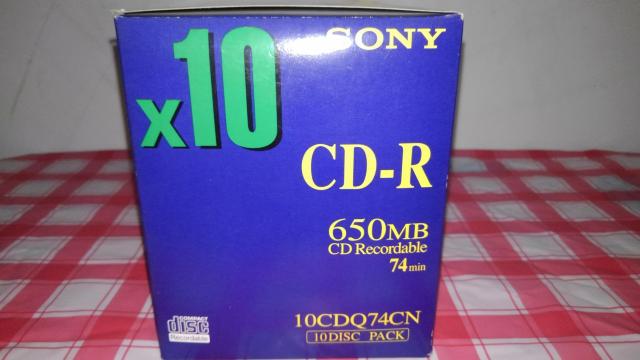 SONY
x10
CD-R
650MB
CD Recordable
74min
COMPACT
disc
Recordable
10CDQ74CN
10DISC PACK